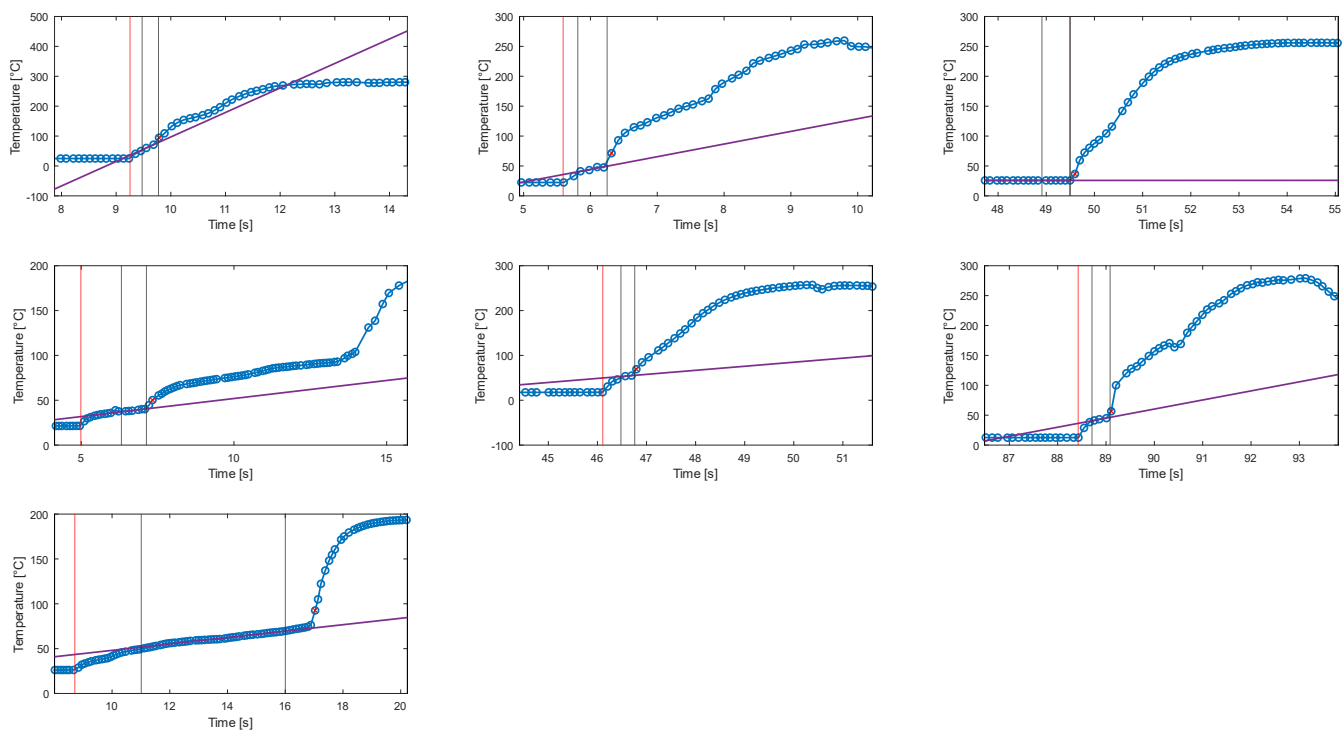 500
400
300
200
100
0
-100
Temperature [°C]
8 9 10 11 12 13 14
Time [s]
300
250
200
150
100
50
0
Temperature [°C]
5 6 7 8 9 10
Time [s]
300
250
200
150
100
50
0
Temperature [°C]
48 49 50 51 52 53 54 55
Time [s]
200
150
100
50
0
Temperature [°C]
5 10 15
Time [s]
300
200
100
0
-100
Temperature [°C]
45 46 47 48 49 50 51
Time [s]
300
250
200
150
100
50
0
Temperature [°C]
87 88 89 90 91 92 93
Time [s]
200
150
100
50
0
Temperature [°C]
10 12 14 16 18 20
Time [s]